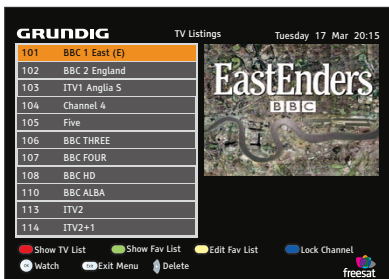 GRUNDIG TV Listings Tuesday 17 Mar 20:15
101 BBC 1 East (E)
102 BBC 2 England
103 ITV1 Anglia S
104 Channel 4
105 Five
106 BBC THREE
107 BBC FOUR
108 BBC HD
110 BBC ALBA
113 ITV2
114 ITV2+1
EastEnders
BBC
Show TV List Show Fav List Edit Fav List Lock Channel
OK Watch Exit Exit Menu Delete
freesat